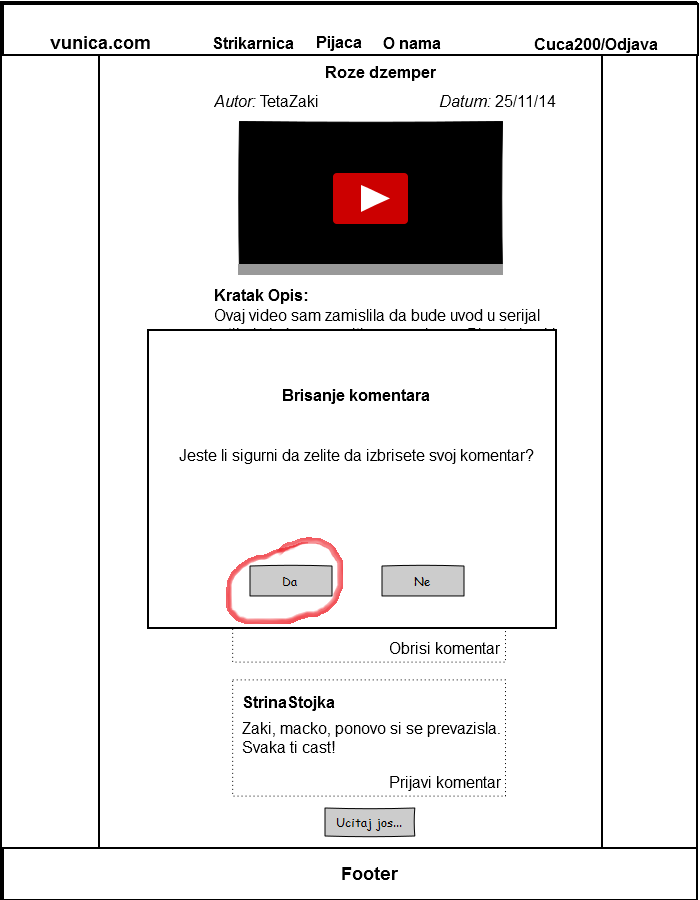 vunica.com Strikarnica Pijaca O nama Cuca200/Odjava
Roze dzemper
Autor: TetaZaki Datum: 25/11/14
Kratak Opis:
Ovaj video sam zamislila da bude uvod u serijal
Brisanje komentara
Jeste li sigurni da zelite da izbrisete svoj komentar?
Da Ne
Obrisi komentar
StrinaStojka
Zaki, macko, ponovo si se prevazisla.
Svaka ti cast!
Prijavi komentar
Ucitaj jos...
Footer